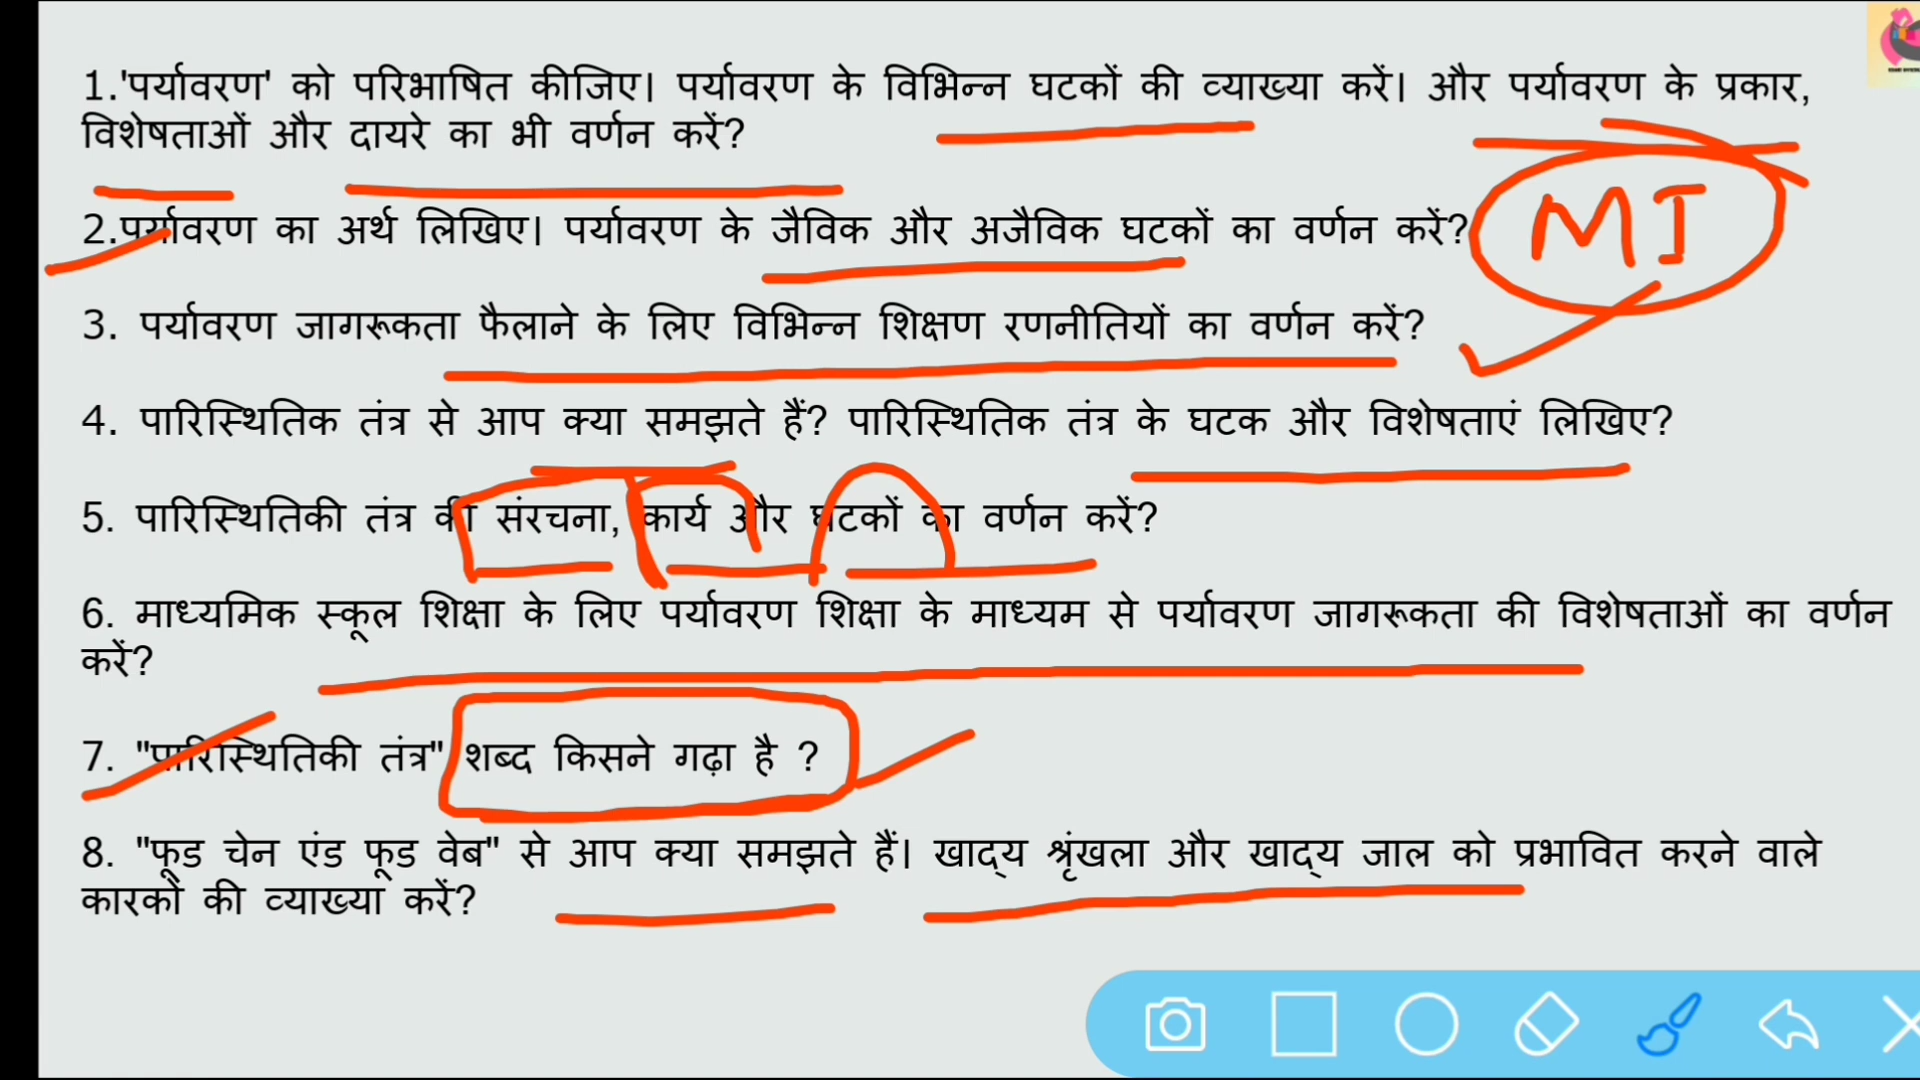 1.'पर्यावरण' को परिभाषित कीजिए। पर्यावरण के विभिन्न घटकों की व्याख्या करें। और पर्यावरण के प्रकार,
विशेषताओं और दायरे का भी वर्णन करें?
2.पर्यावरण का अर्थ लिखिए। पर्यावरण के जैविक और अजैविक घटकों का वर्णन करें?
MI
3. पर्यावरण जागरूकता फैलाने के लिए विभिन्न शिक्षण रणनीतियों का वर्णन करें?
4. पारिस्थितिक तंत्र से आप क्या समझते हैं? पारिस्थितिक तंत्र के घटक और विशेषताएं लिखिए?
5. पारिस्थितिकी तंत्र की संरचना, कार्य और घटकों का वर्णन करें?
6. माध्यमिक स्कूल शिक्षा के लिए पर्यावरण शिक्षा के माध्यम से पर्यावरण जागरूकता की विशेषताओं का वर्णन
करें?
7. "पारिस्थितिकी तंत्र" शब्द किसने गढ़ा है ?
8. "फूड चेन एंड फूड वेब" से आप क्या समझते हैं। खाद्य श्रृंखला और खाद्य जाल को प्रभावित करने वाले
कारकों की व्याख्या करें?